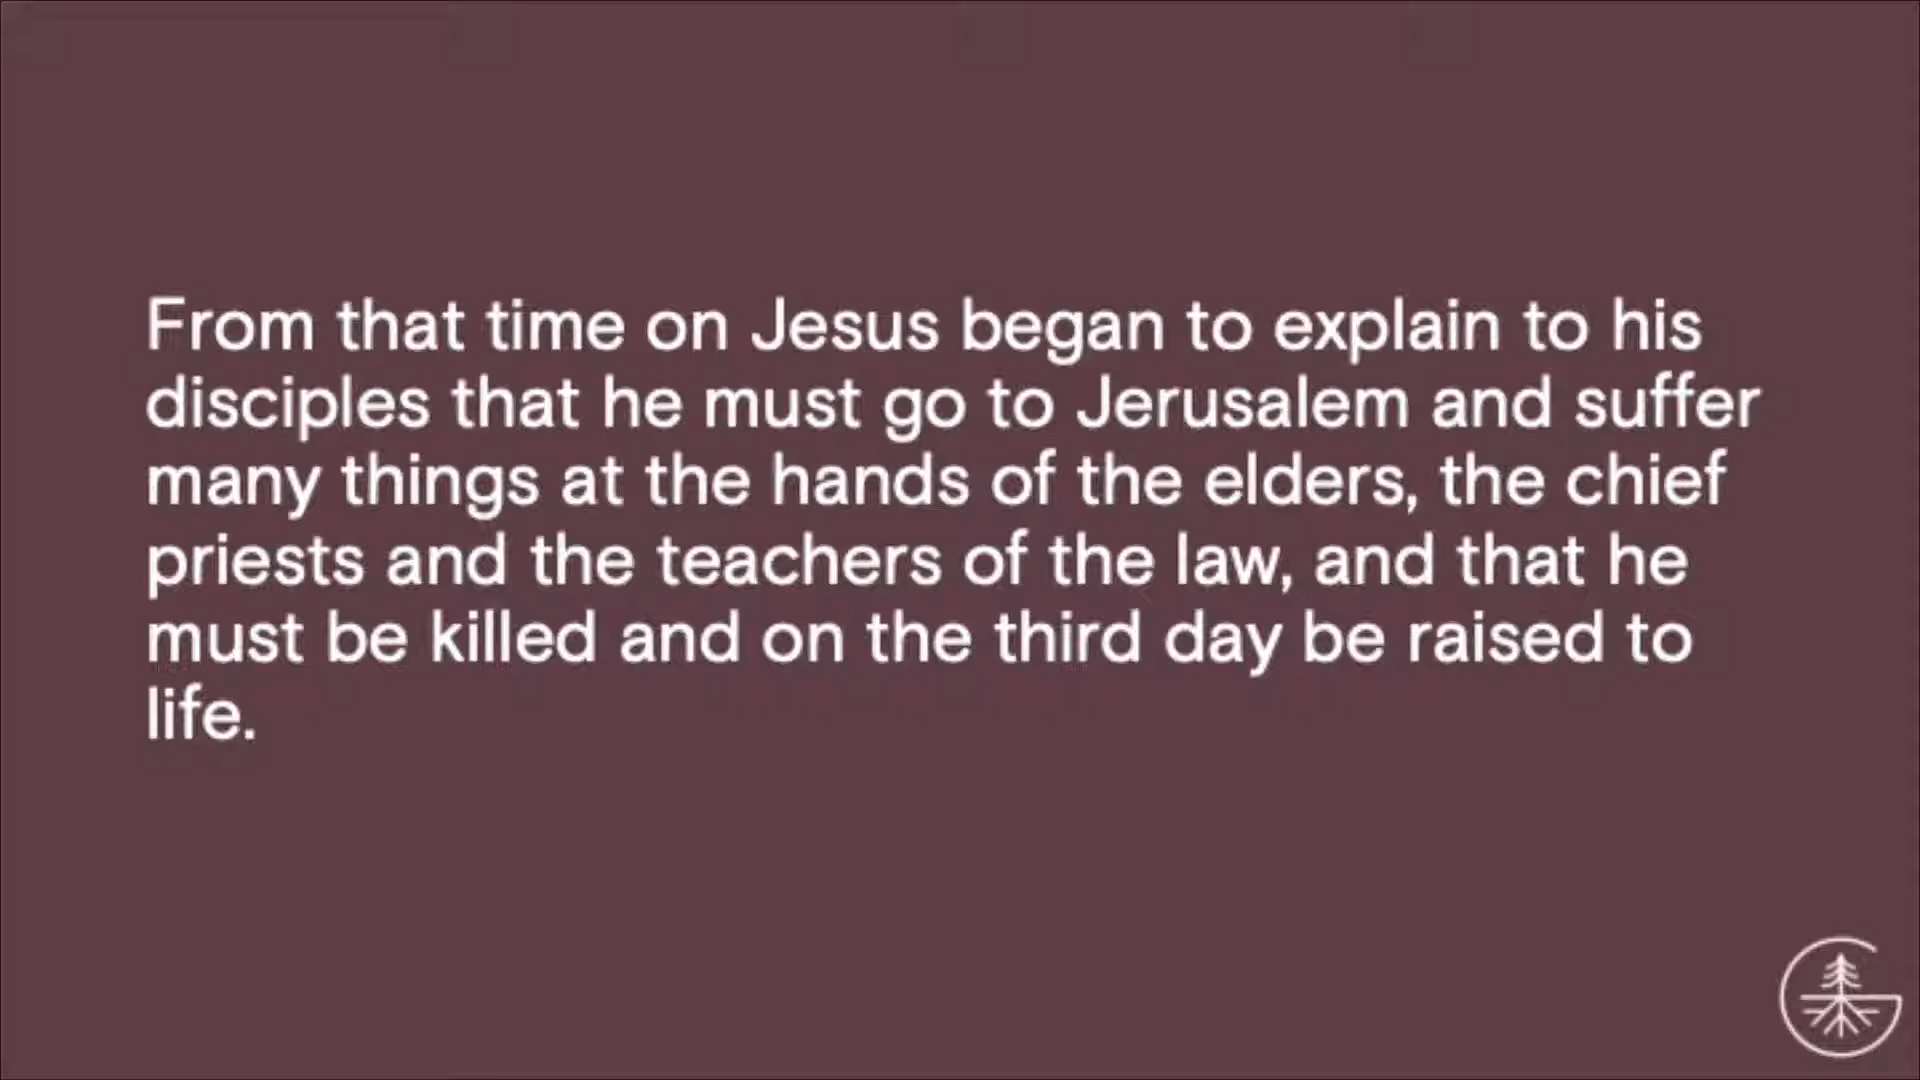 From that time on Jesus began to explain to his
disciples that he must go to Jerusalem and suffer
many things at the hands of the elders, the chief
priests and the teachers of the law, and that he
must be killed and on the third day be raised to
life.